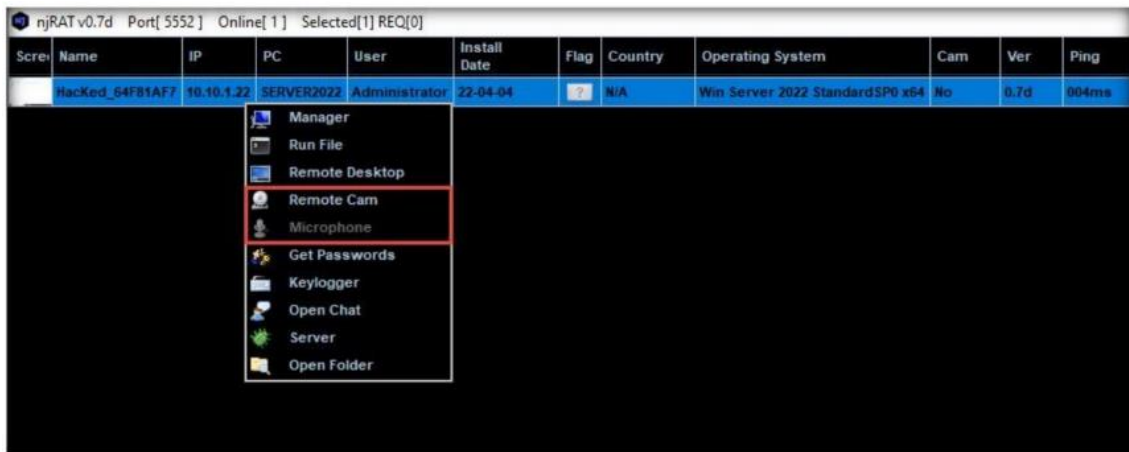 njRAT v0.7d Port[ 5552 ] Online[ 1 ] Selected[1] REQ[0]
Scre Name IP PC User Install Date Flag Country Operating System Cam Ver Ping
HacKed_64F81AF7 10.10.1.22 SERVER2022 Administrator 22-04-04 ? N/A Win Server 2022 StandardSP0 x64 No 0.7d 004ms
Manager
Run File
Remote Desktop
Remote Cam
Microphone
Get Passwords
Keylogger
Open Chat
Server
Open Folder